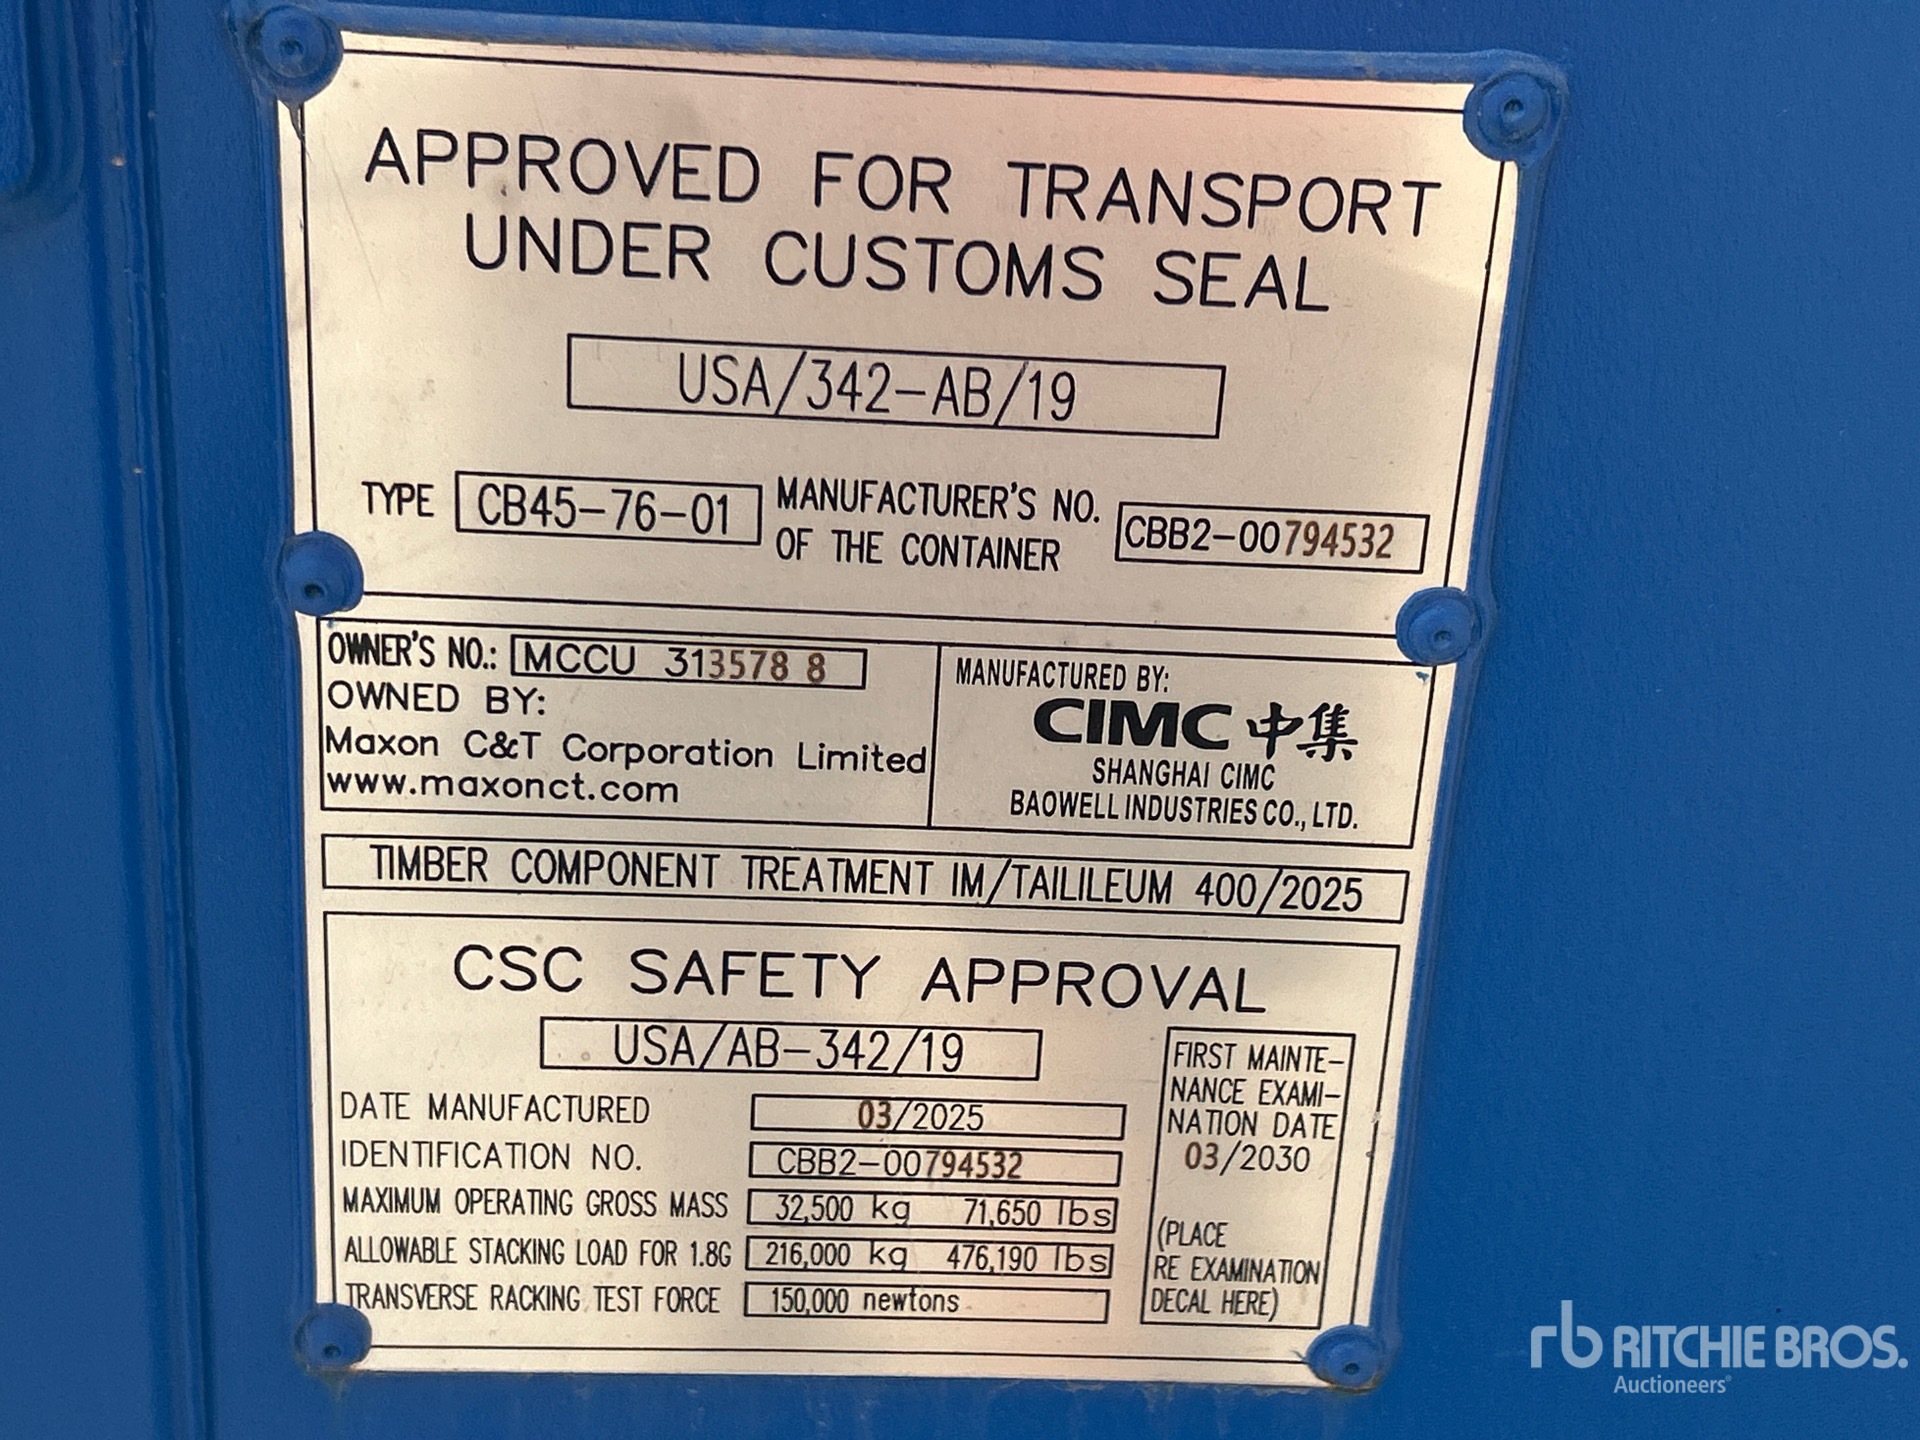 APPROVED FOR TRANSPORT
UNDER CUSTOMS SEAL
USA/342-AB/19
TYPE CB45-76-01 MANUFACTURER'S NO.
OF THE CONTAINER CBB2-00794532
OWNER'S NO.: MCCU 313578 8
OWNED BY:
Maxon C&T Corporation Limited
www.maxonct.com
MANUFACTURED BY:
CIMC 中集
SHANGHAI CIMC
BAOWELL INDUSTRIES CO., LTD.
TIMBER COMPONENT TREATMENT IM/TAILILEUM 400/2025
CSC SAFETY APPROVAL
USA/AB-342/19
DATE MANUFACTURED 03/2025
IDENTIFICATION NO. CBB2-00794532
MAXIMUM OPERATING GROSS MASS 32,500 kg 71,650 lbs
ALLOWABLE STACKING LOAD FOR 1.8G 216,000 kg 476,190 lbs
TRANSVERSE RACKING TEST FORCE 150,000 newtons
FIRST MAINTE-
NANCE EXAMI-
NATION DATE
03/2030
(PLACE
RE EXAMINATION
DECAL HERE)
rb RITCHIE BROS.
Auctioneers